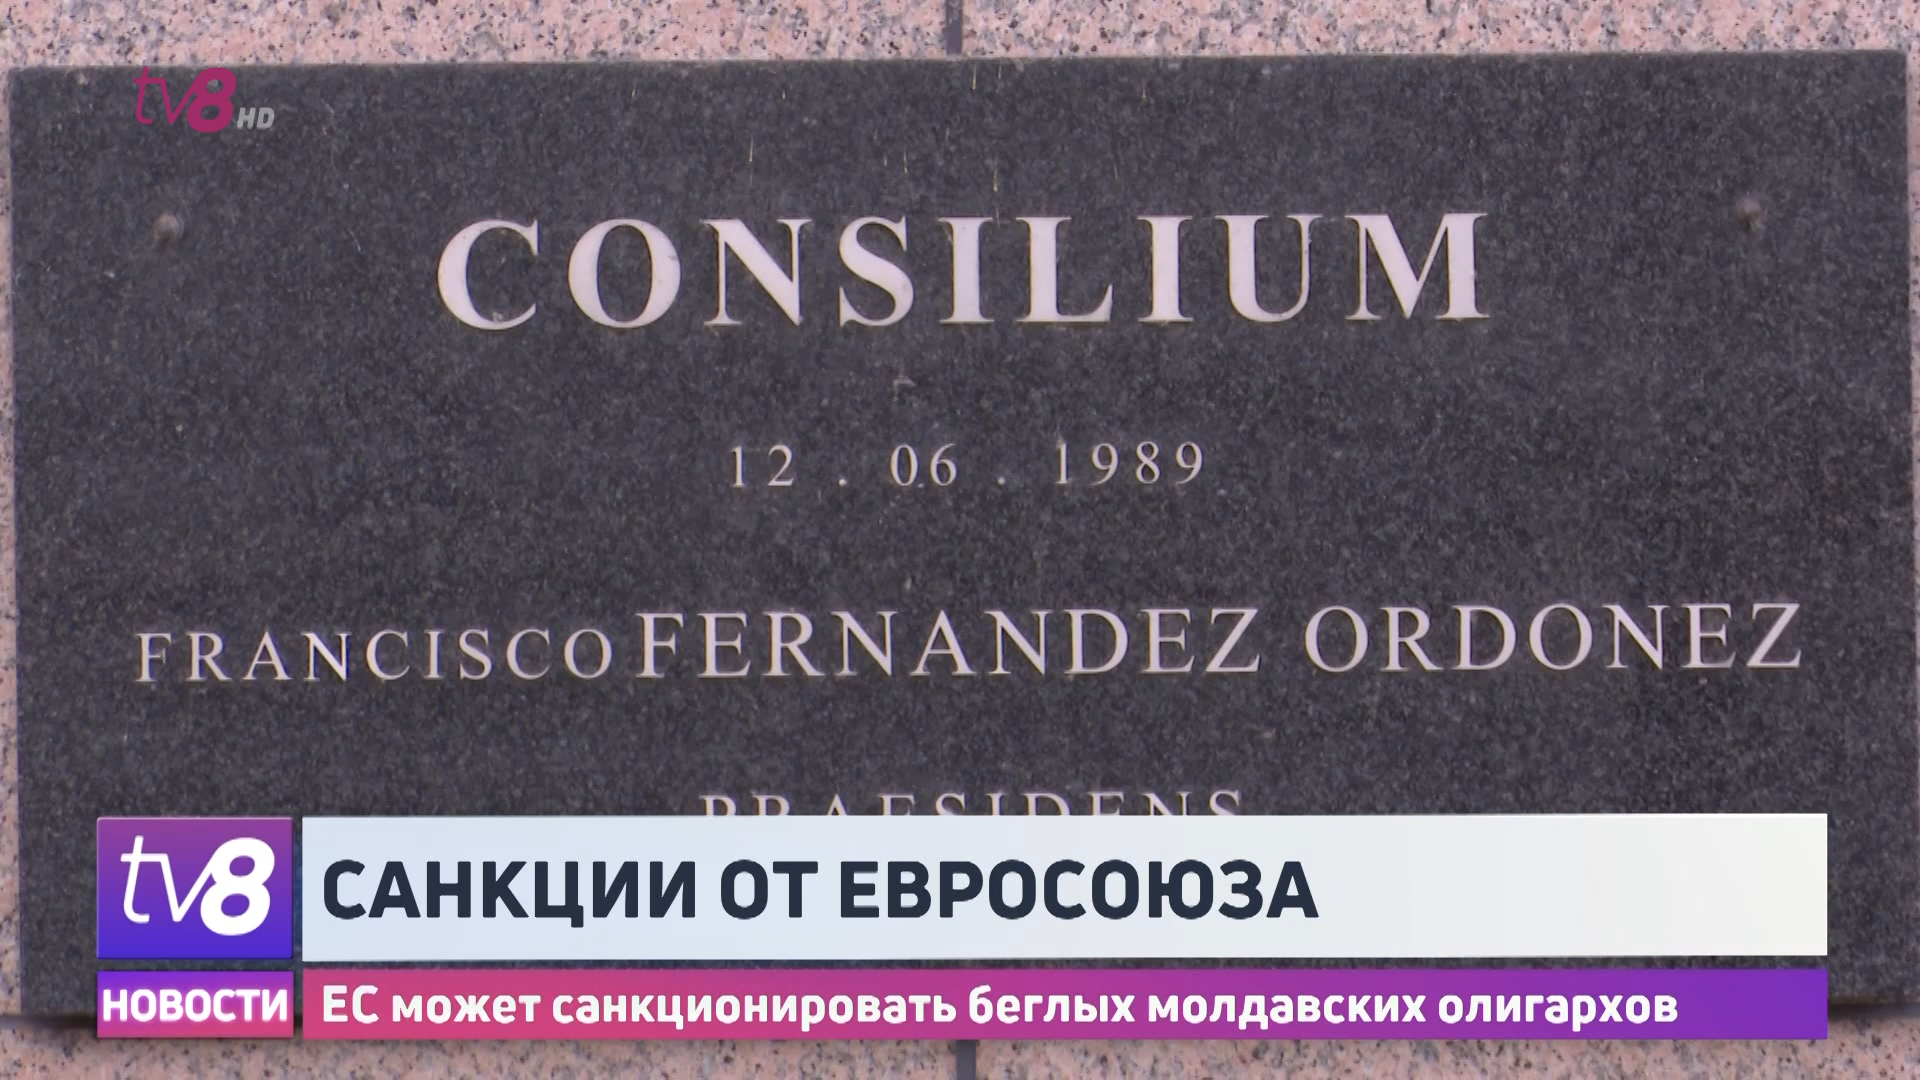 tv8 HD
CONSILIUM
12 . 06 . 1989
FRANCISCO FERNANDEZ ORDONEZ
PRAESIDENS
tv8
САНКЦИИ ОТ ЕВРОСОЮЗА
НОВОСТИ
ЕС может санкционировать беглых молдавских олигархов